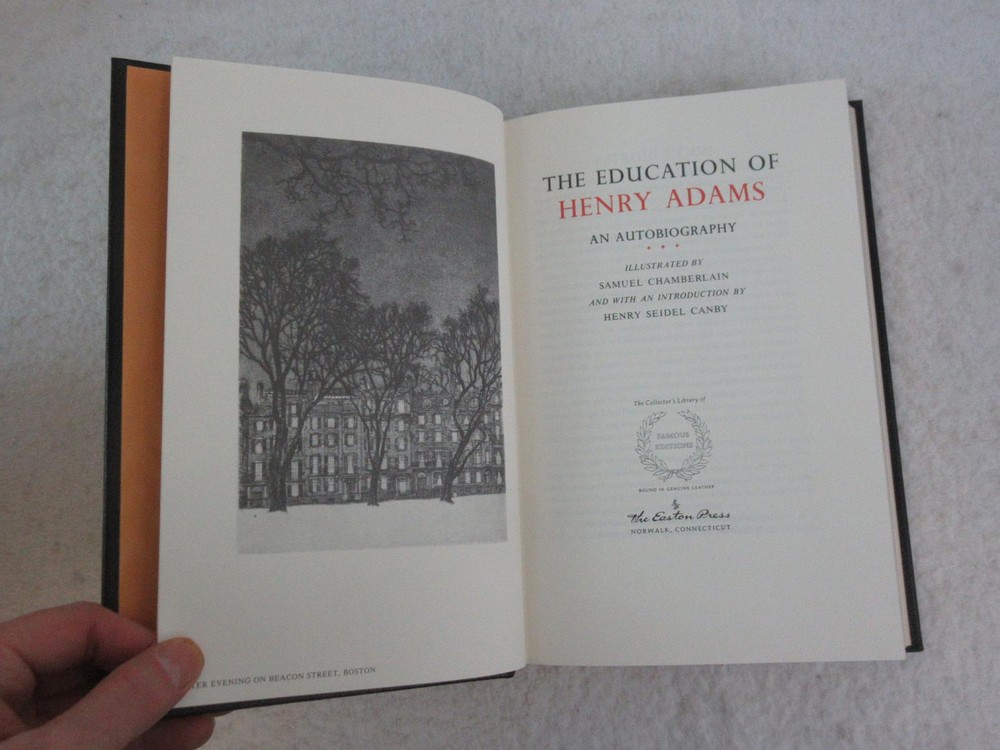 EVENING ON BEACON STREET, BOSTON
THE EDUCATION OF
HENRY ADAMS
AN AUTOBIOGRAPHY
ILLUSTRATED BY
SAMUEL CHAMBERLAIN
AND WITH AN INTRODUCTION BY
HENRY SEIDEL CANBY
The Collector's Library of
FAMOUS
EDITIONS
BOUND IN GENUINE LEATHER
By
The Easton Press
NORWALK, CONNECTICUT